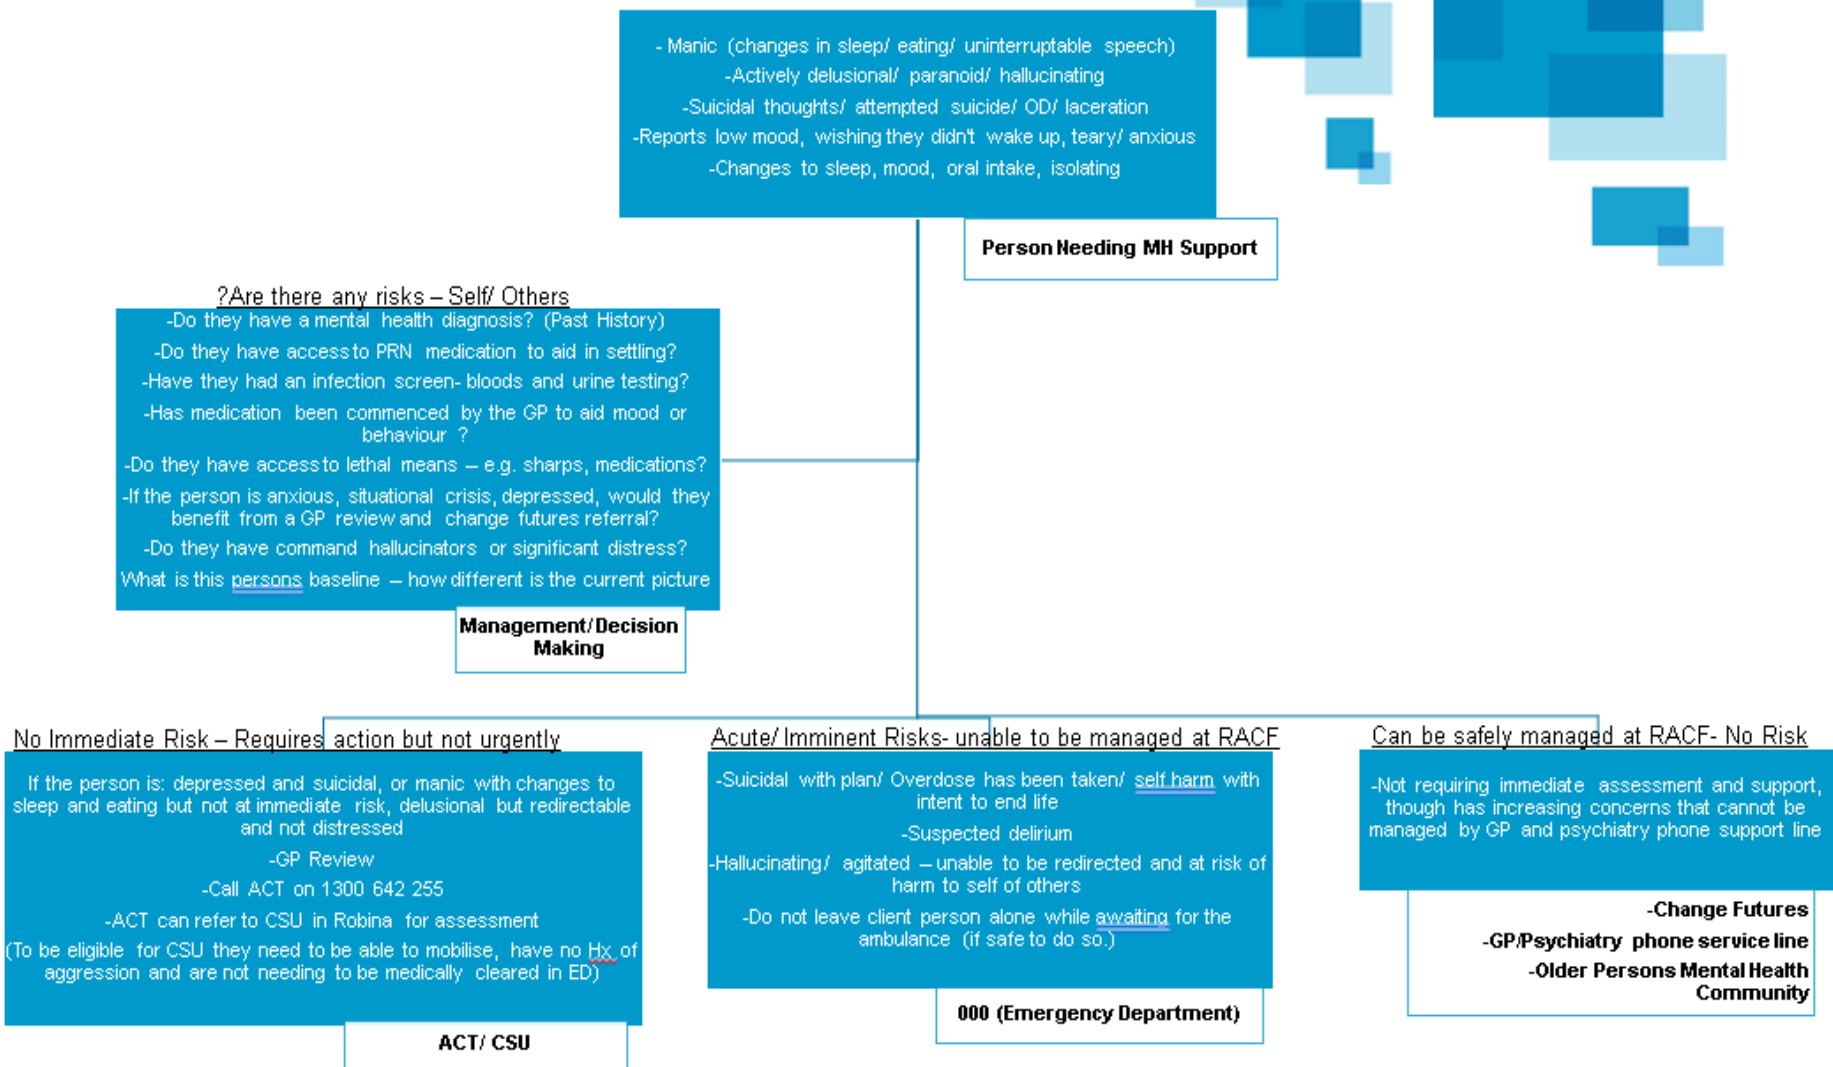 - Manic (changes in sleep/ eating/ uninterruptable speech)
-Actively delusional/ paranoid/ hallucinating
-Suicidal thoughts/ attempted suicide/ OD/ laceration
-Reports low mood, wishing they didn't wake up, teary/ anxious
-Changes to sleep, mood, oral intake, isolating
Person Needing MH Support
?Are there any risks – Self/ Others
-Do they have a mental health diagnosis? (Past History)
-Do they have access to PRN medication to aid in settling?
-Have they had an infection screen- bloods and urine testing?
-Has medication been commenced by the GP to aid mood or
behaviour ?
-Do they have access to lethal means – e.g. sharps, medications?
-If the person is anxious, situational crisis, depressed, would they
benefit from a GP review and change futures referral?
-Do they have command hallucinators or significant distress?
What is this persons baseline – how different is the current picture
Management/Decision
Making
No Immediate Risk – Requires action but not urgently
If the person is: depressed and suicidal, or manic with changes to
sleep and eating but not at immediate risk, delusional but redirectable
and not distressed
-GP Review
-Call ACT on 1300 642 255
-ACT can refer to CSU in Robina for assessment
(To be eligible for CSU they need to be able to mobilise, have no Hx of
aggression and are not needing to be medically cleared in ED)
ACT/ CSU
Acute/ Imminent Risks- unable to be managed at RACF
-Suicidal with plan/ Overdose has been taken/ self harm with
intent to end life
-Suspected delirium
-Hallucinating/ agitated – unable to be redirected and at risk of
harm to self of others
-Do not leave client person alone while awaiting for the
ambulance (if safe to do so.)
000 (Emergency Department)
Can be safely managed at RACF- No Risk
-Not requiring immediate assessment and support,
though has increasing concerns that cannot be
managed by GP and psychiatry phone support line
-Change Futures
-GP/Psychiatry phone service line
-Older Persons Mental Health
Community